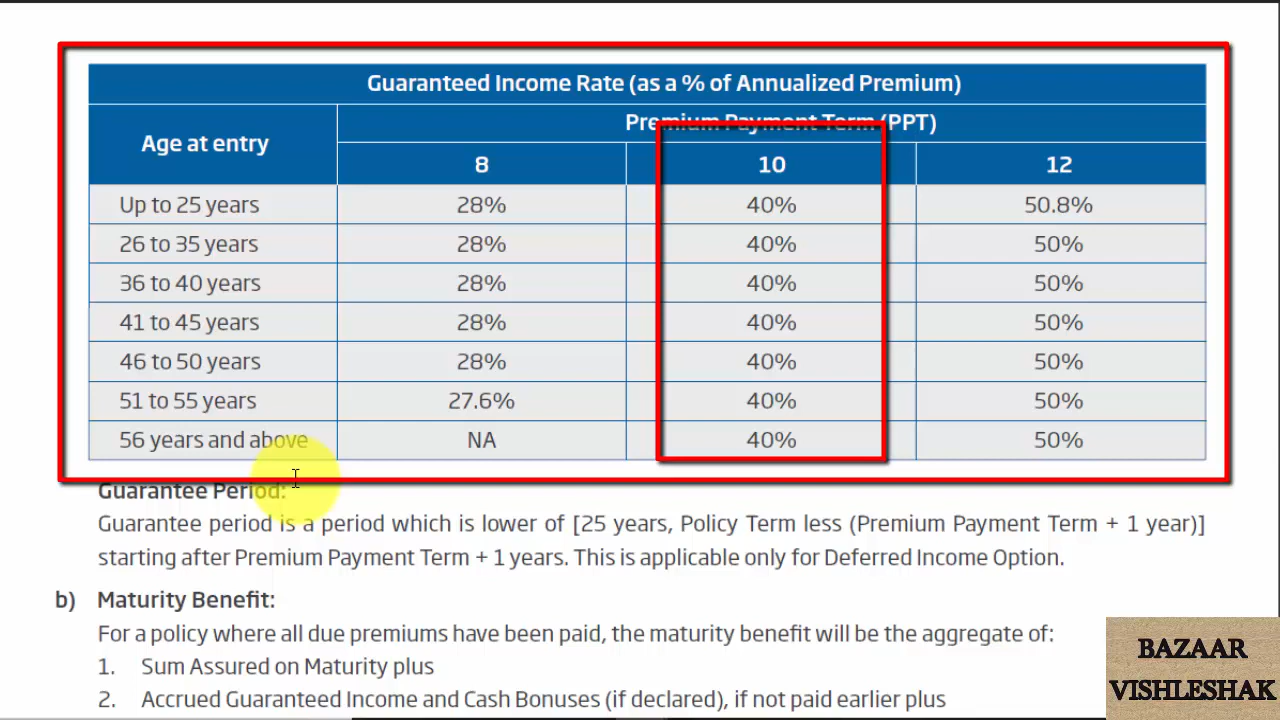 Guaranteed Income Rate (as a % of Annualized Premium)
Age at entry
Premium Payment Term (PPT)
8 10 12
Up to 25 years 28% 40% 50.8%
26 to 35 years 28% 40% 50%
36 to 40 years 28% 40% 50%
41 to 45 years 28% 40% 50%
46 to 50 years 28% 40% 50%
51 to 55 years 27.6% 40% 50%
56 years and above NA 40% 50%
Guarantee Period:
Guarantee period is a period which is lower of [25 years, Policy Term less (Premium Payment Term + 1 year)]
starting after Premium Payment Term + 1 years. This is applicable only for Deferred Income Option.
b) Maturity Benefit:
For a policy where all due premiums have been paid, the maturity benefit will be the aggregate of:
1. Sum Assured on Maturity plus
2. Accrued Guaranteed Income and Cash Bonuses (if declared), if not paid earlier plus
BAZAAR
VISHLESHAK